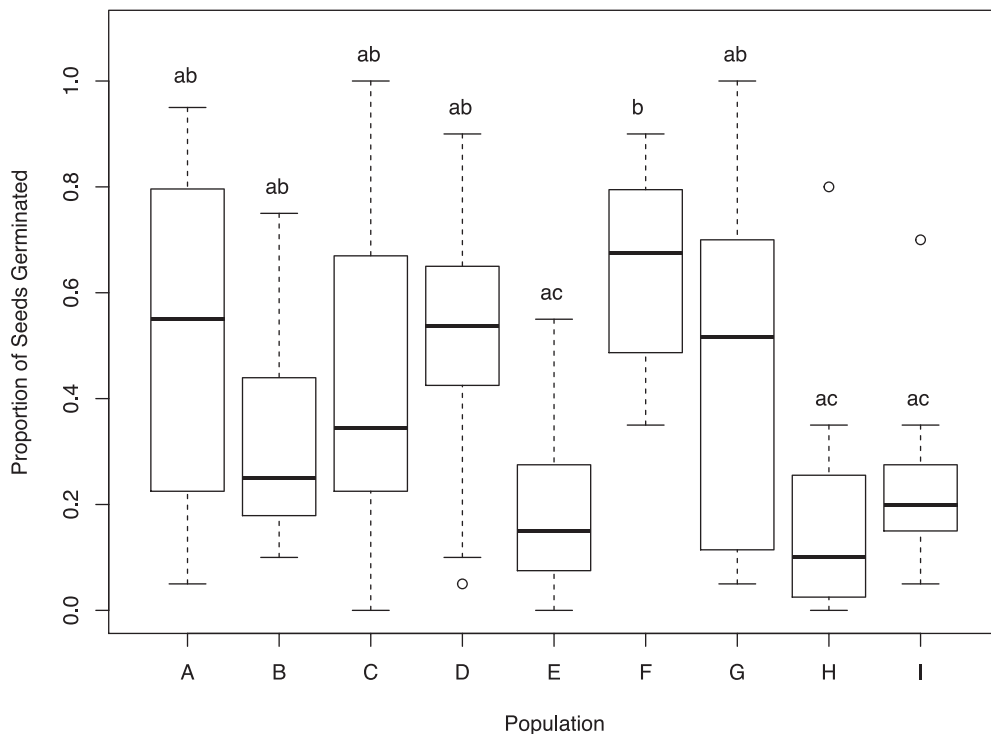 Proportion of Seeds Germinated
1.0
0.8
0.6
0.4
0.2
0.0
ab
ab
ab
ab
ac
b
ab
ac
ac
A B C D E F G H I
Population